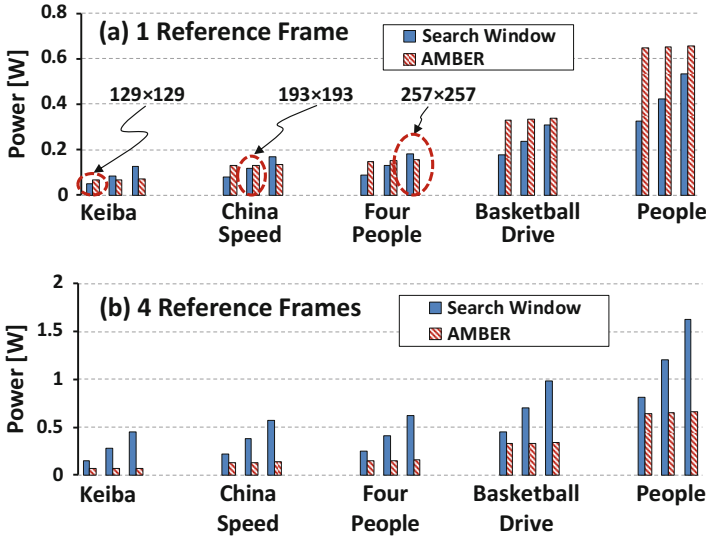 (a) 1 Reference Frame
Search Window
AMBER
Power [W]
0.8
0.6
0.4
0.2
0
129×129
193×193
257×257
Keiba
China
Speed
Four
People
Basketball
Drive
People
(b) 4 Reference Frames
Search Window
AMBER
Power [W]
2
1.5
1
0.5
0
Keiba
China
Speed
Four
People
Basketball
Drive
People